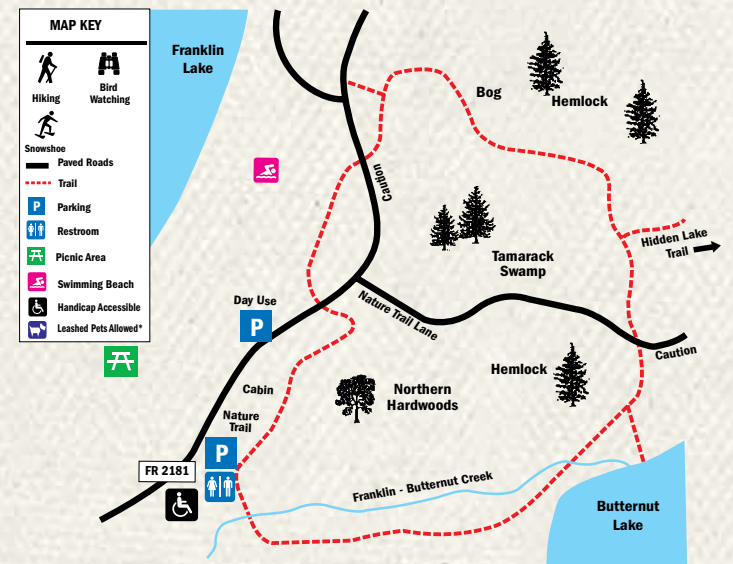 MAP KEY
Hiking
Bird
Watching
Snowshoe
Paved Roads
Trail
P
Parking
Restroom
Picnic Area
Swimming Beach
Handicap Accessible
Leashed Pets Allowed*
Franklin
Lake
Bog
Hemlock
Caution
Hidden Lake
Trail
Tamarack
Swamp
Day Use
P
Nature Trail Lane
Caution
Hemlock
Cabin
Northern
Hardwoods
Nature
Trail
P
FR 2181
Franklin - Butternut Creek
Butternut
Lake